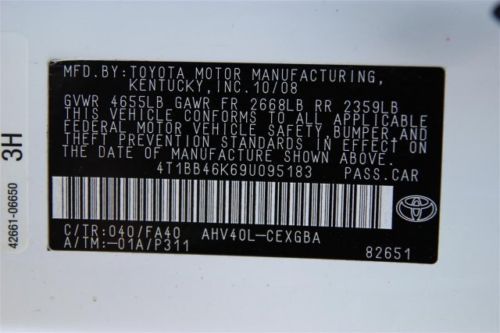 MFD.BY:TOYOTA MOTOR MANUFACTURING,
KENTUCKY,INC.10/08
GVWR 4655LB GAWR FR 2668LB RR 2359LB
THIS VEHICLE CONFORMS TO ALL APPLICABLE
FEDERAL MOTOR VEHICLE SAFETY,BUMPER,AND
THEFT PREVENTION STANDARDS IN EFFECT ON
THE DATE OF MANUFACTURE SHOWN ABOVE.
4T1BB46K69U095183 PASS.CAR
C/TR:040/FA40 AHV40L-CEXGBA
A/TM:-01A/P311 82651
TOYOTA
42661-06650 3H